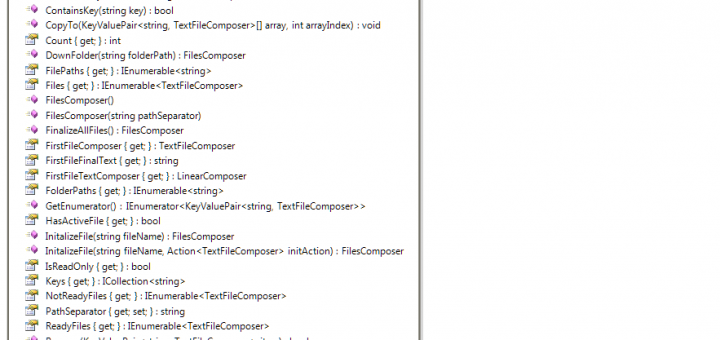 ContainsKey(string key) : bool
CopyTo(KeyValuePair<string, TextFileComposer>[] array, int arrayIndex) : void
Count { get; } : int
DownFolder(string folderPath) : FilesComposer
FilePaths { get; } : IEnumerable<string>
Files { get; } : IEnumerable<TextFileComposer>
FilesComposer()
FilesComposer(string pathSeparator)
FinalizeAllFiles() : FilesComposer
FirstFileComposer { get; } : TextFileComposer
FirstFileFinalText { get; } : string
FirstFileTextComposer { get; } : LinearComposer
FolderPaths { get; } : IEnumerable<string>
GetEnumerator() : IEnumerator<KeyValuePair<string, TextFileComposer>>
HasActiveFile { get; } : bool
InitalizeFile(string fileName) : FilesComposer
InitalizeFile(string fileName, Action<TextFileComposer> initAction) : FilesComposer
IsReadOnly { get; } : bool
Keys { get; } : ICollection<string>
NotReadyFiles { get; } : IEnumerable<TextFileComposer>
PathSeparator { get; set; } : string
ReadyFiles { get; } : IEnumerable<TextFileComposer>